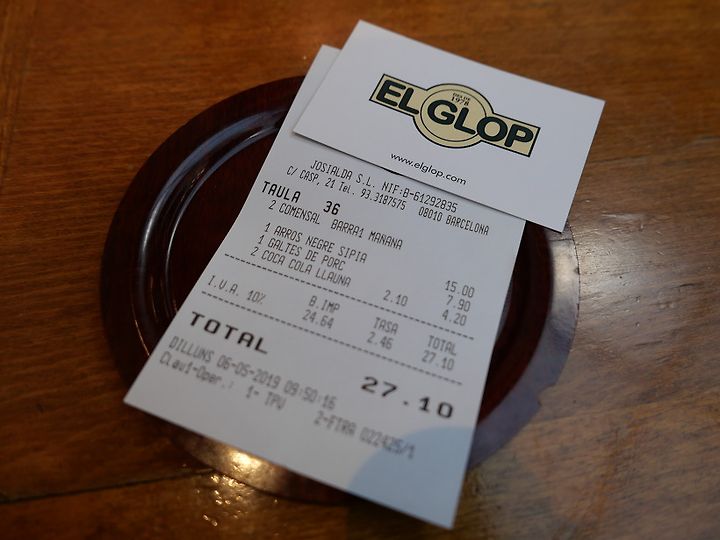 DES DE
1978
EL GLOP
www.elglop.com
JOSIALDA S.L. NIF:B-61292835
C/ CASP, 21 Tel. 93.3187575 08010 BARCELONA
TAULA 36
2 COMENSAL BARRA1 MAÑANA
1 ARROS NEGRE SIPIA 15.00
1 GALTES DE PORC 7.90
2 COCA COLA LLAUNA 2.10 4.20
B.IMP TASA TOTAL
I.V.A. 10% 24.64 2.46 27.10
TOTAL 27.10
DILLUNS 06-05-2019 09:50:16
Clau1-Oper.: 1- TPV 2-FTRA 022425/1